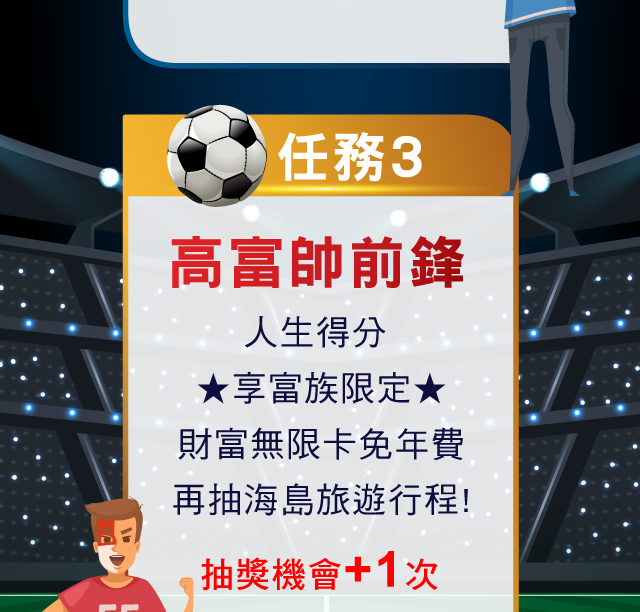 任務3
高富帥前鋒
人生得分
★享富族限定★
財富無限卡免年費
再抽海島旅遊行程!
抽獎機會+1次